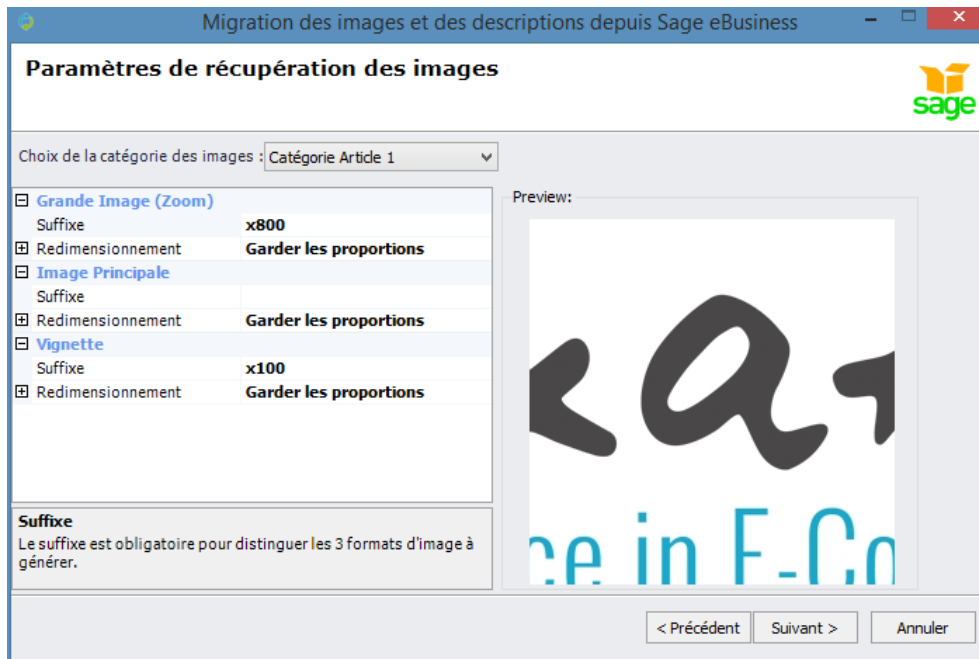 Migration des images et des descriptions depuis Sage eBusiness
Paramètres de récupération des images
sage
Choix de la catégorie des images : Catégorie Article 1
Grande Image (Zoom)
Suffixe x800
Redimensionnement Garder les proportions
Image Principale
Suffixe
Redimensionnement Garder les proportions
Vignette
Suffixe x100
Redimensionnement Garder les proportions
Suffixe
Le suffixe est obligatoire pour distinguer les 3 formats d'image à
générer.
Preview:
ce in E-Co
< Précédent Suivant > Annuler